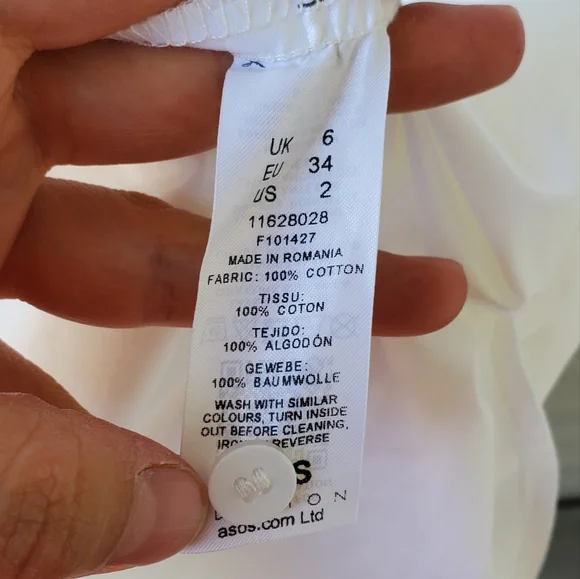 UK 6
EU 34
US 2
11628028
F101427
MADE IN ROMANIA
FABRIC: 100% COTTON
TISSU:
100% COTON
TEJIDO:
100% ALGODÓN
GEWEBE:
100% BAUMWOLLE
WASH WITH SIMILAR
COLOURS, TURN INSIDE
OUT BEFORE CLEANING,
REVERSE
S
L O N
asos.com Ltd